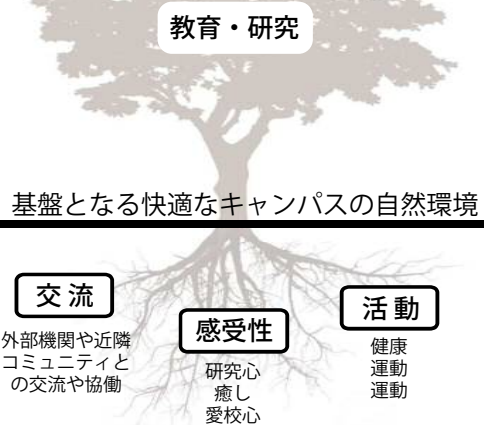 教育・研究
基盤となる快適なキャンパスの自然環境
交流
外部機関や近隣
コミュニティと
の交流や協働
感受性
研究心
癒し
愛校心
活動
健康
運動
運動